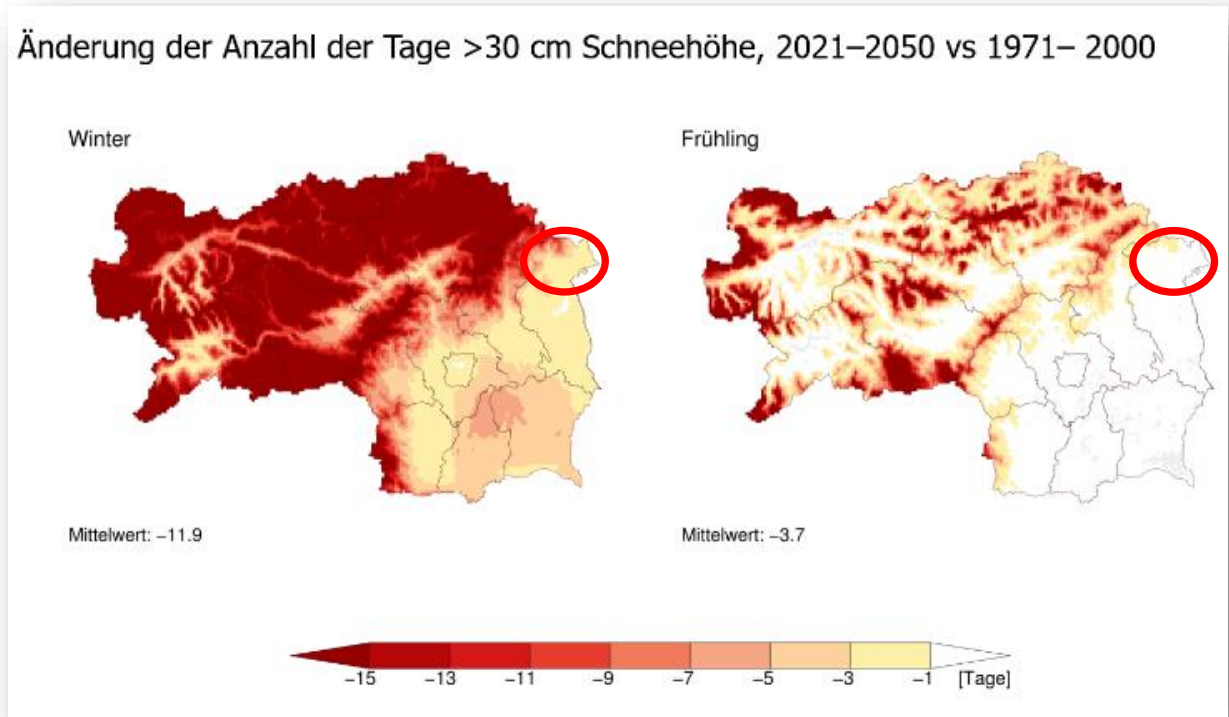 Änderung der Anzahl der Tage >30 cm Schneehöhe, 2021–2050 vs 1971– 2000
Winter
Frühling
Mittelwert: −11.9
Mittelwert: −3.7
−15 −13 −11 −9 −7 −5 −3 −1 [Tage]